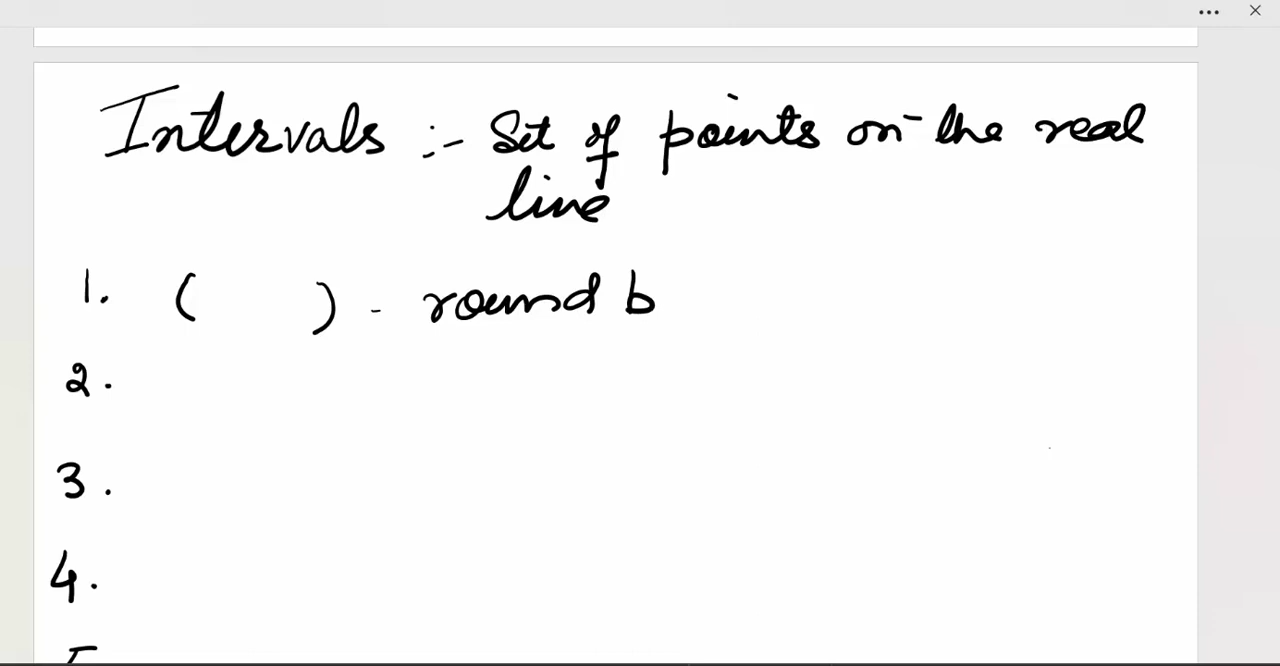 Intervals :- Set of points on the real
line
1. ( ) - round b
2.
3.
4.